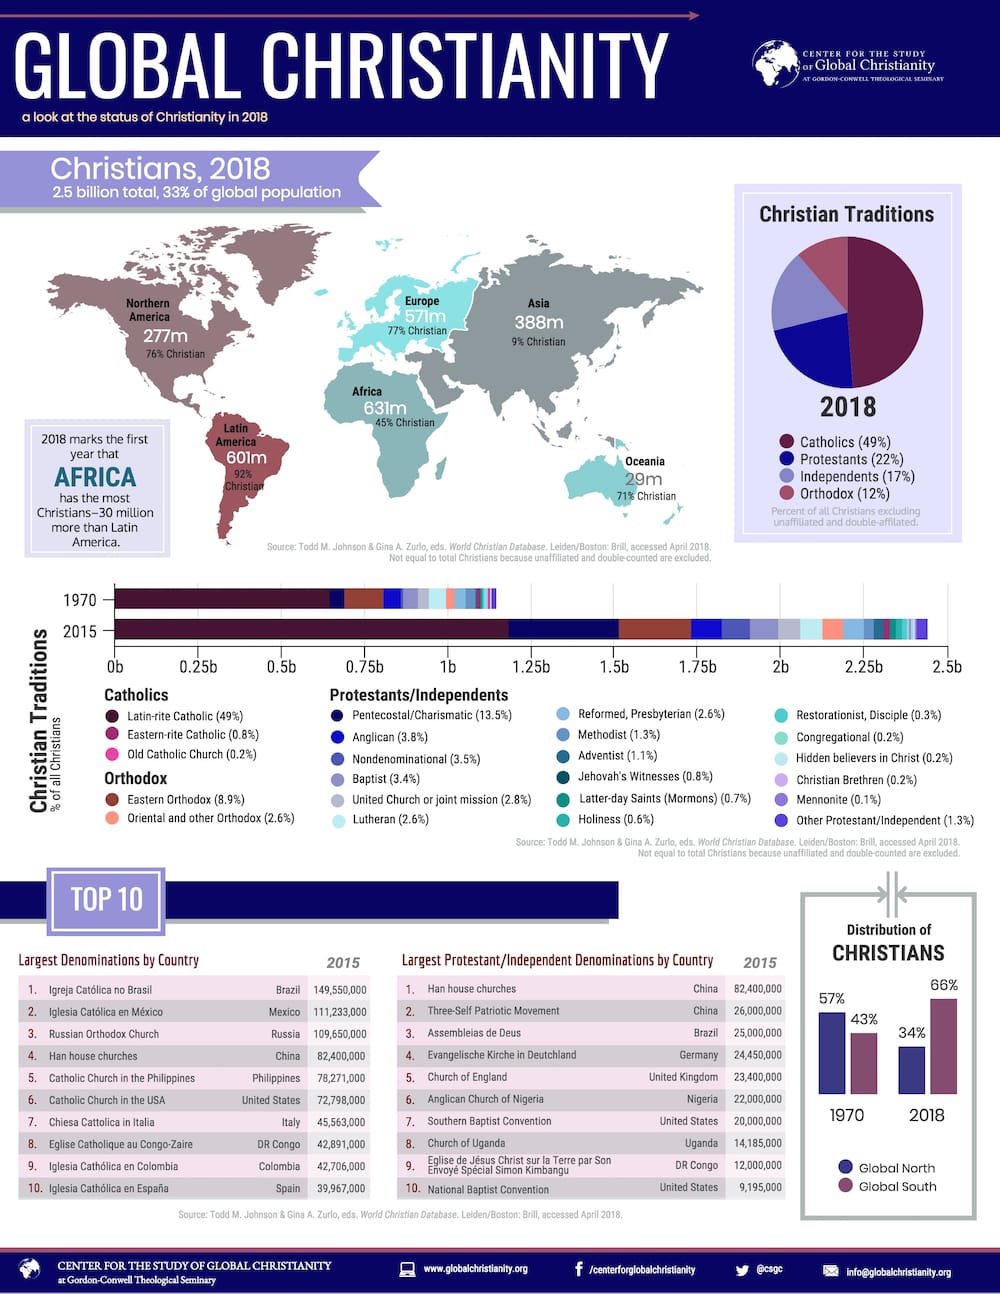 GLOBAL CHRISTIANITY
a look at the status of Christianity in 2018
CENTER FOR THE STUDY
OF Global Christianity
AT GORDON-CONWELL THEOLOGICAL SEMINARY
Christians, 2018
2.5 billion total, 33% of global population
Northern
America
277m
76% Christian
Europe
571m
77% Christian
Asia
388m
9% Christian
Africa
631m
45% Christian
Latin
America
601m
92%
Christian
Oceania
29m
71% Christian
2018 marks the first
year that
AFRICA
has the most
Christians–30 million
more than Latin
America.
Source: Todd M. Johnson & Gina A. Zurlo, eds. World Christian Database. Leiden/Boston: Brill, accessed April 2018.
Not equal to total Christians because unaffiliated and double-counted are excluded.
Christian Traditions
2018
Catholics (49%)
Protestants (22%)
Independents (17%)
Orthodox (12%)
Percent of all Christians excluding
unaffiliated and double-affilated.
Christian Traditions
% of all Christians
1970
2015
0b 0.25b 0.5b 0.75b 1b 1.25b 1.5b 1.75b 2b 2.25b 2.5b
Catholics
Latin-rite Catholic (49%)
Eastern-rite Catholic (0.8%)
Old Catholic Church (0.2%)
Orthodox
Eastern Orthodox (8.9%)
Oriental and other Orthodox (2.6%)
Protestants/Independents
Pentecostal/Charismatic (13.5%)
Anglican (3.8%)
Nondenominational (3.5%)
Baptist (3.4%)
United Church or joint mission (2.8%)
Lutheran (2.6%)
Reformed, Presbyterian (2.6%)
Methodist (1.3%)
Adventist (1.1%)
Jehovah's Witnesses (0.8%)
Latter-day Saints (Mormons) (0.7%)
Holiness (0.6%)
Restorationist, Disciple (0.3%)
Congregational (0.2%)
Hidden believers in Christ (0.2%)
Christian Brethren (0.2%)
Mennonite (0.1%)
Other Protestant/Independent (1.3%)
Source: Todd M. Johnson & Gina A. Zurlo, eds. World Christian Database. Leiden/Boston: Brill, accessed April 2018.
Not equal to total Christians because unaffiliated and double-counted are excluded.
TOP 10
Largest Denominations by Country 2015
1. Igreja Católica no Brasil Brazil 149,550,000
2. Iglesia Católica en México Mexico 111,233,000
3. Russian Orthodox Church Russia 109,650,000
4. Han house churches China 82,400,000
5. Catholic Church in the Philippines Philippines 78,271,000
6. Catholic Church in the USA United States 72,798,000
7. Chiesa Cattolica in Italia Italy 45,563,000
8. Eglise Catholique au Congo-Zaire DR Congo 42,891,000
9. Iglesia Cathólica en Colombia Colombia 42,706,000
10. Iglesia Cathólica en España Spain 39,967,000
Largest Protestant/Independent Denominations by Country 2015
1. Han house churches China 82,400,000
2. Three-Self Patriotic Movement China 26,000,000
3. Assembleias de Deus Brazil 25,000,000
4. Evangelische Kirche in Deutchland Germany 24,450,000
5. Church of England United Kingdom 23,400,000
6. Anglican Church of Nigeria Nigeria 22,000,000
7. Southern Baptist Convention United States 20,000,000
8. Church of Uganda Uganda 14,185,000
9. Eglise de Jésus Christ sur la Terre par Son
Envoyé Spécial Simon Kimbangu DR Congo 12,000,000
10. National Baptist Convention United States 9,195,000
Source: Todd M. Johnson & Gina A. Zurlo, eds. World Christian Database. Leiden/Boston: Brill, accessed April 2018.
Distribution of
CHRISTIANS
57%
43%
34%
66%
1970 2018
Global North
Global South
CENTER FOR THE STUDY OF GLOBAL CHRISTIANITY
at Gordon-Conwell Theological Seminary
www.globalchristianity.org
/centerforglobalchristianity
@csgc
info@globalchristianity.org